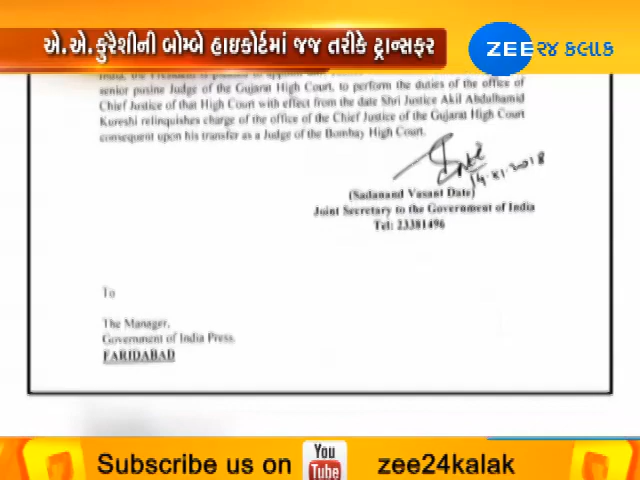 એ.એ.કુરૈશીની બોમ્બે હાઇકોર્ટમાં જજ તરીકે ટ્રાન્સફર
ZEE ૨૪ કલાક
senior puisne Judge of the Gujarat High Court, to perform the duties of the office of
Chief Justice of that High Court with effect from the date Shri Justice Akil Abdulhamid
Kureshi relinquishes charge of the office of the Chief Justice of the Gujarat High Court
consequent upon his transfer as a Judge of the Bombay High Court.
14.XI.2018
(Sadanand Vasant Date)
Joint Secretary to the Government of India
Tel: 23381496
To
The Manager,
Government of India Press,
FARIDABAD
Subscribe us on You Tube zee24kalak